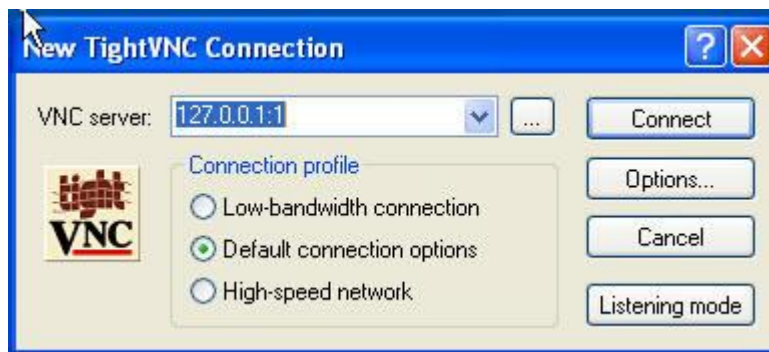 New TightVNC Connection
?
VNC server: 127.0.0.1:1 ... Connect
Connection profile
Options...
Low-bandwidth connection
tight
VNC
Default connection options
Cancel
High-speed network
Listening mode